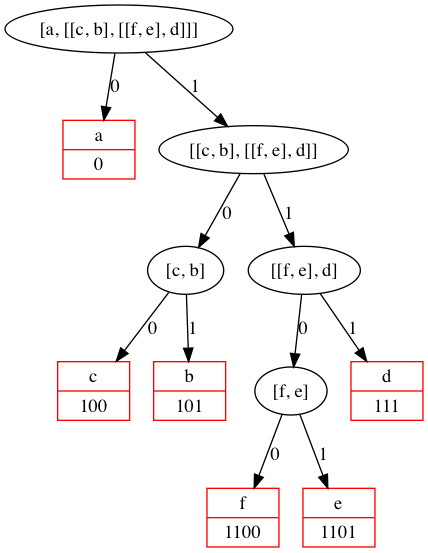 [a, [[c, b], [[f, e], d]]]
0
1
a
0
[[c, b], [[f, e], d]]
0
1
[c, b]
[[f, e], d]
0
1
0
1
c
100
b
101
[f, e]
d
111
0
1
f
1100
e
1101